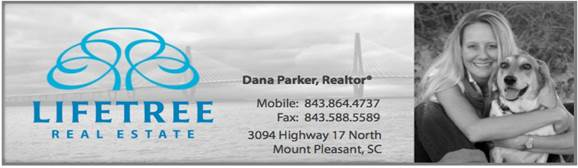 LIFETREE
REAL ESTATE
Dana Parker, Realtor®
Mobile: 843.864.4737
Fax: 843.588.5589
3094 Highway 17 North
Mount Pleasant, SC